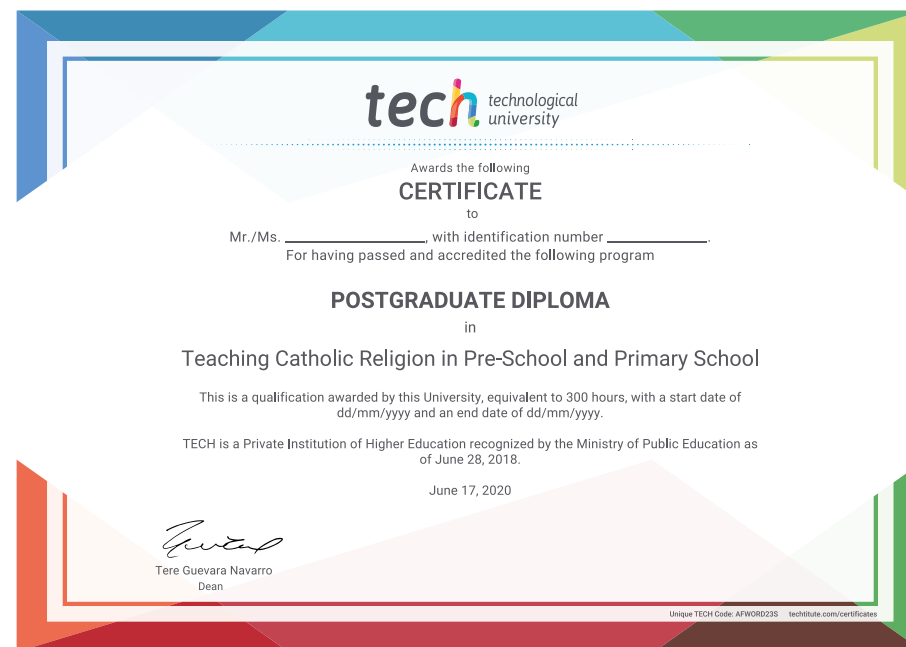 tech technological
university
Awards the following
CERTIFICATE
to
Mr./Ms. ____________________, with identification number ______________.
For having passed and accredited the following program
POSTGRADUATE DIPLOMA
in
Teaching Catholic Religion in Pre-School and Primary School
This is a qualification awarded by this University, equivalent to 300 hours, with a start date of
dd/mm/yyyy and an end date of dd/mm/yyyy.
TECH is a Private Institution of Higher Education recognized by the Ministry of Public Education as
of June 28, 2018.
June 17, 2020
Tere Guevara Navarro
Dean
Unique TECH Code: AFWORD23S techtitute.com/certificates